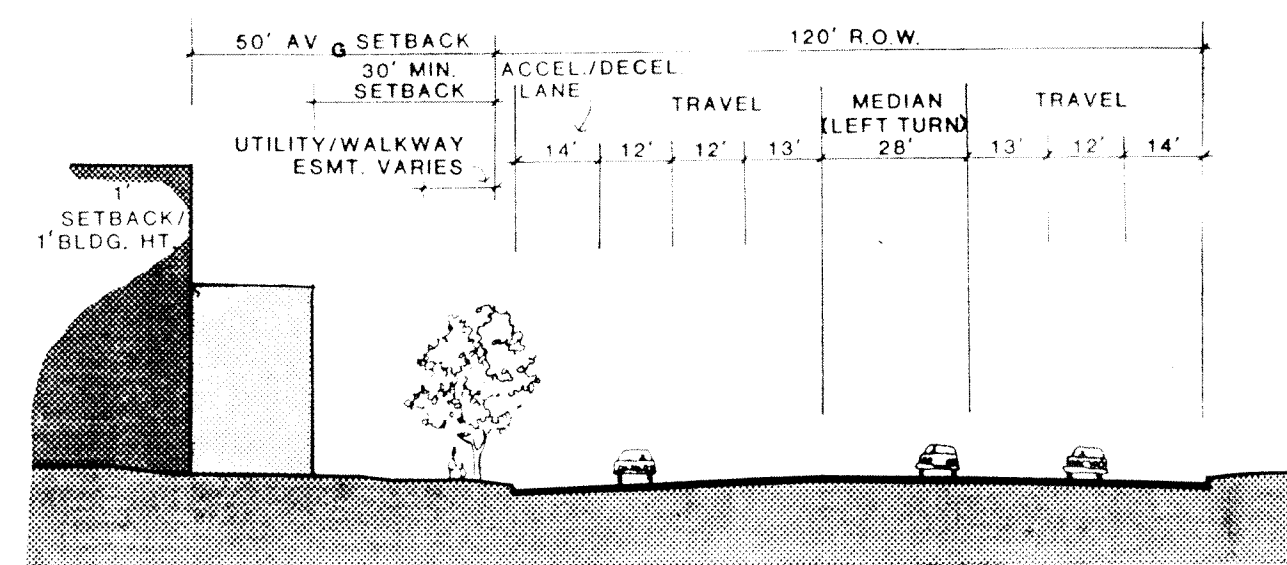 50' AV G SETBACK
120' R.O.W.
30' MIN.
SETBACK
ACCEL./DECEL.
LANE
TRAVEL
MEDIAN
(LEFT TURN)
TRAVEL
UTILITY/WALKWAY
ESMT. VARIES
14' 12' 12' 13' 28' 13' 12' 14'
1'
SETBACK/
1' BLDG. HT.